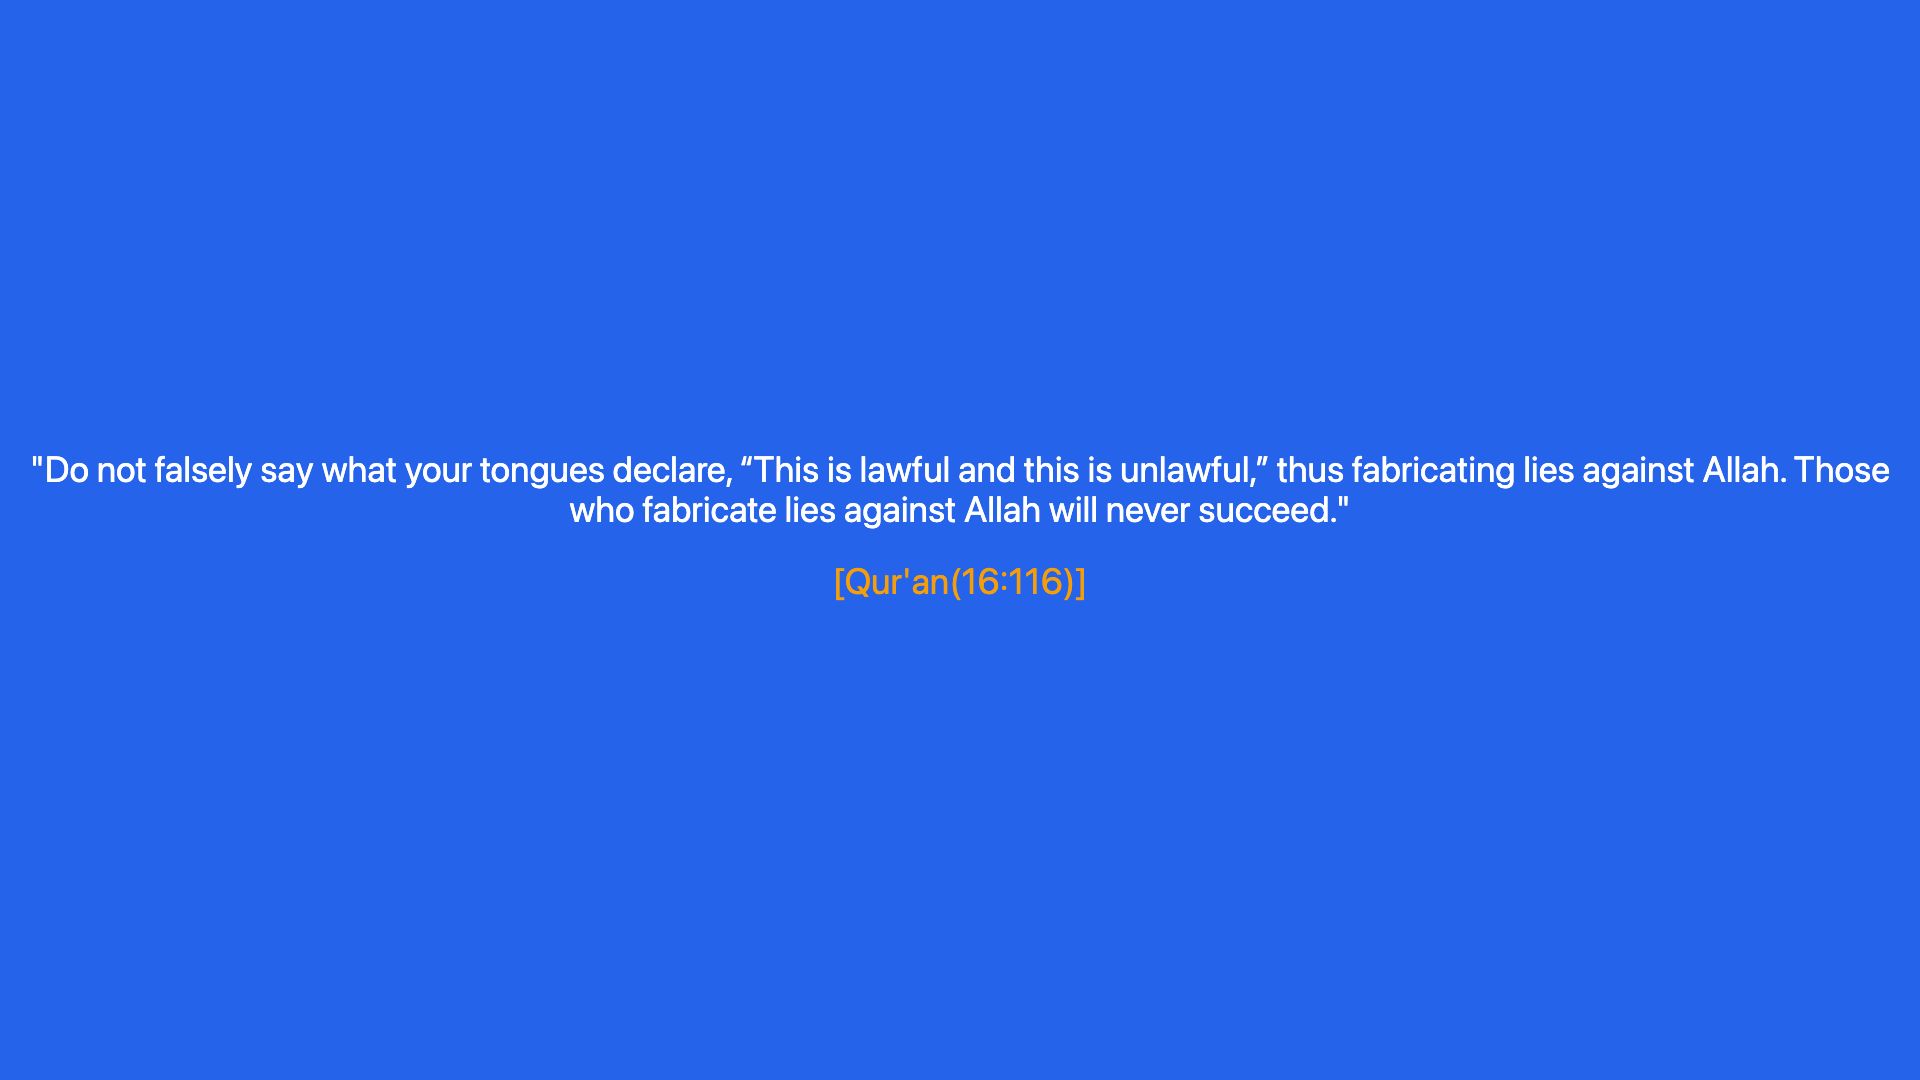 "Do not falsely say what your tongues declare, “This is lawful and this is unlawful,” thus fabricating lies against Allah. Those
who fabricate lies against Allah will never succeed."
[Qur'an(16:116)]